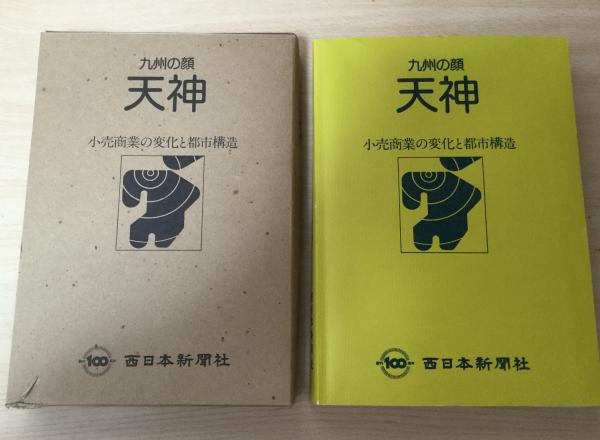 九州の顔
天神
小売商業の変化と都市構造
100
西日本新聞社
九州の顔
天神
小売商業の変化と都市構造
100
西日本新聞社